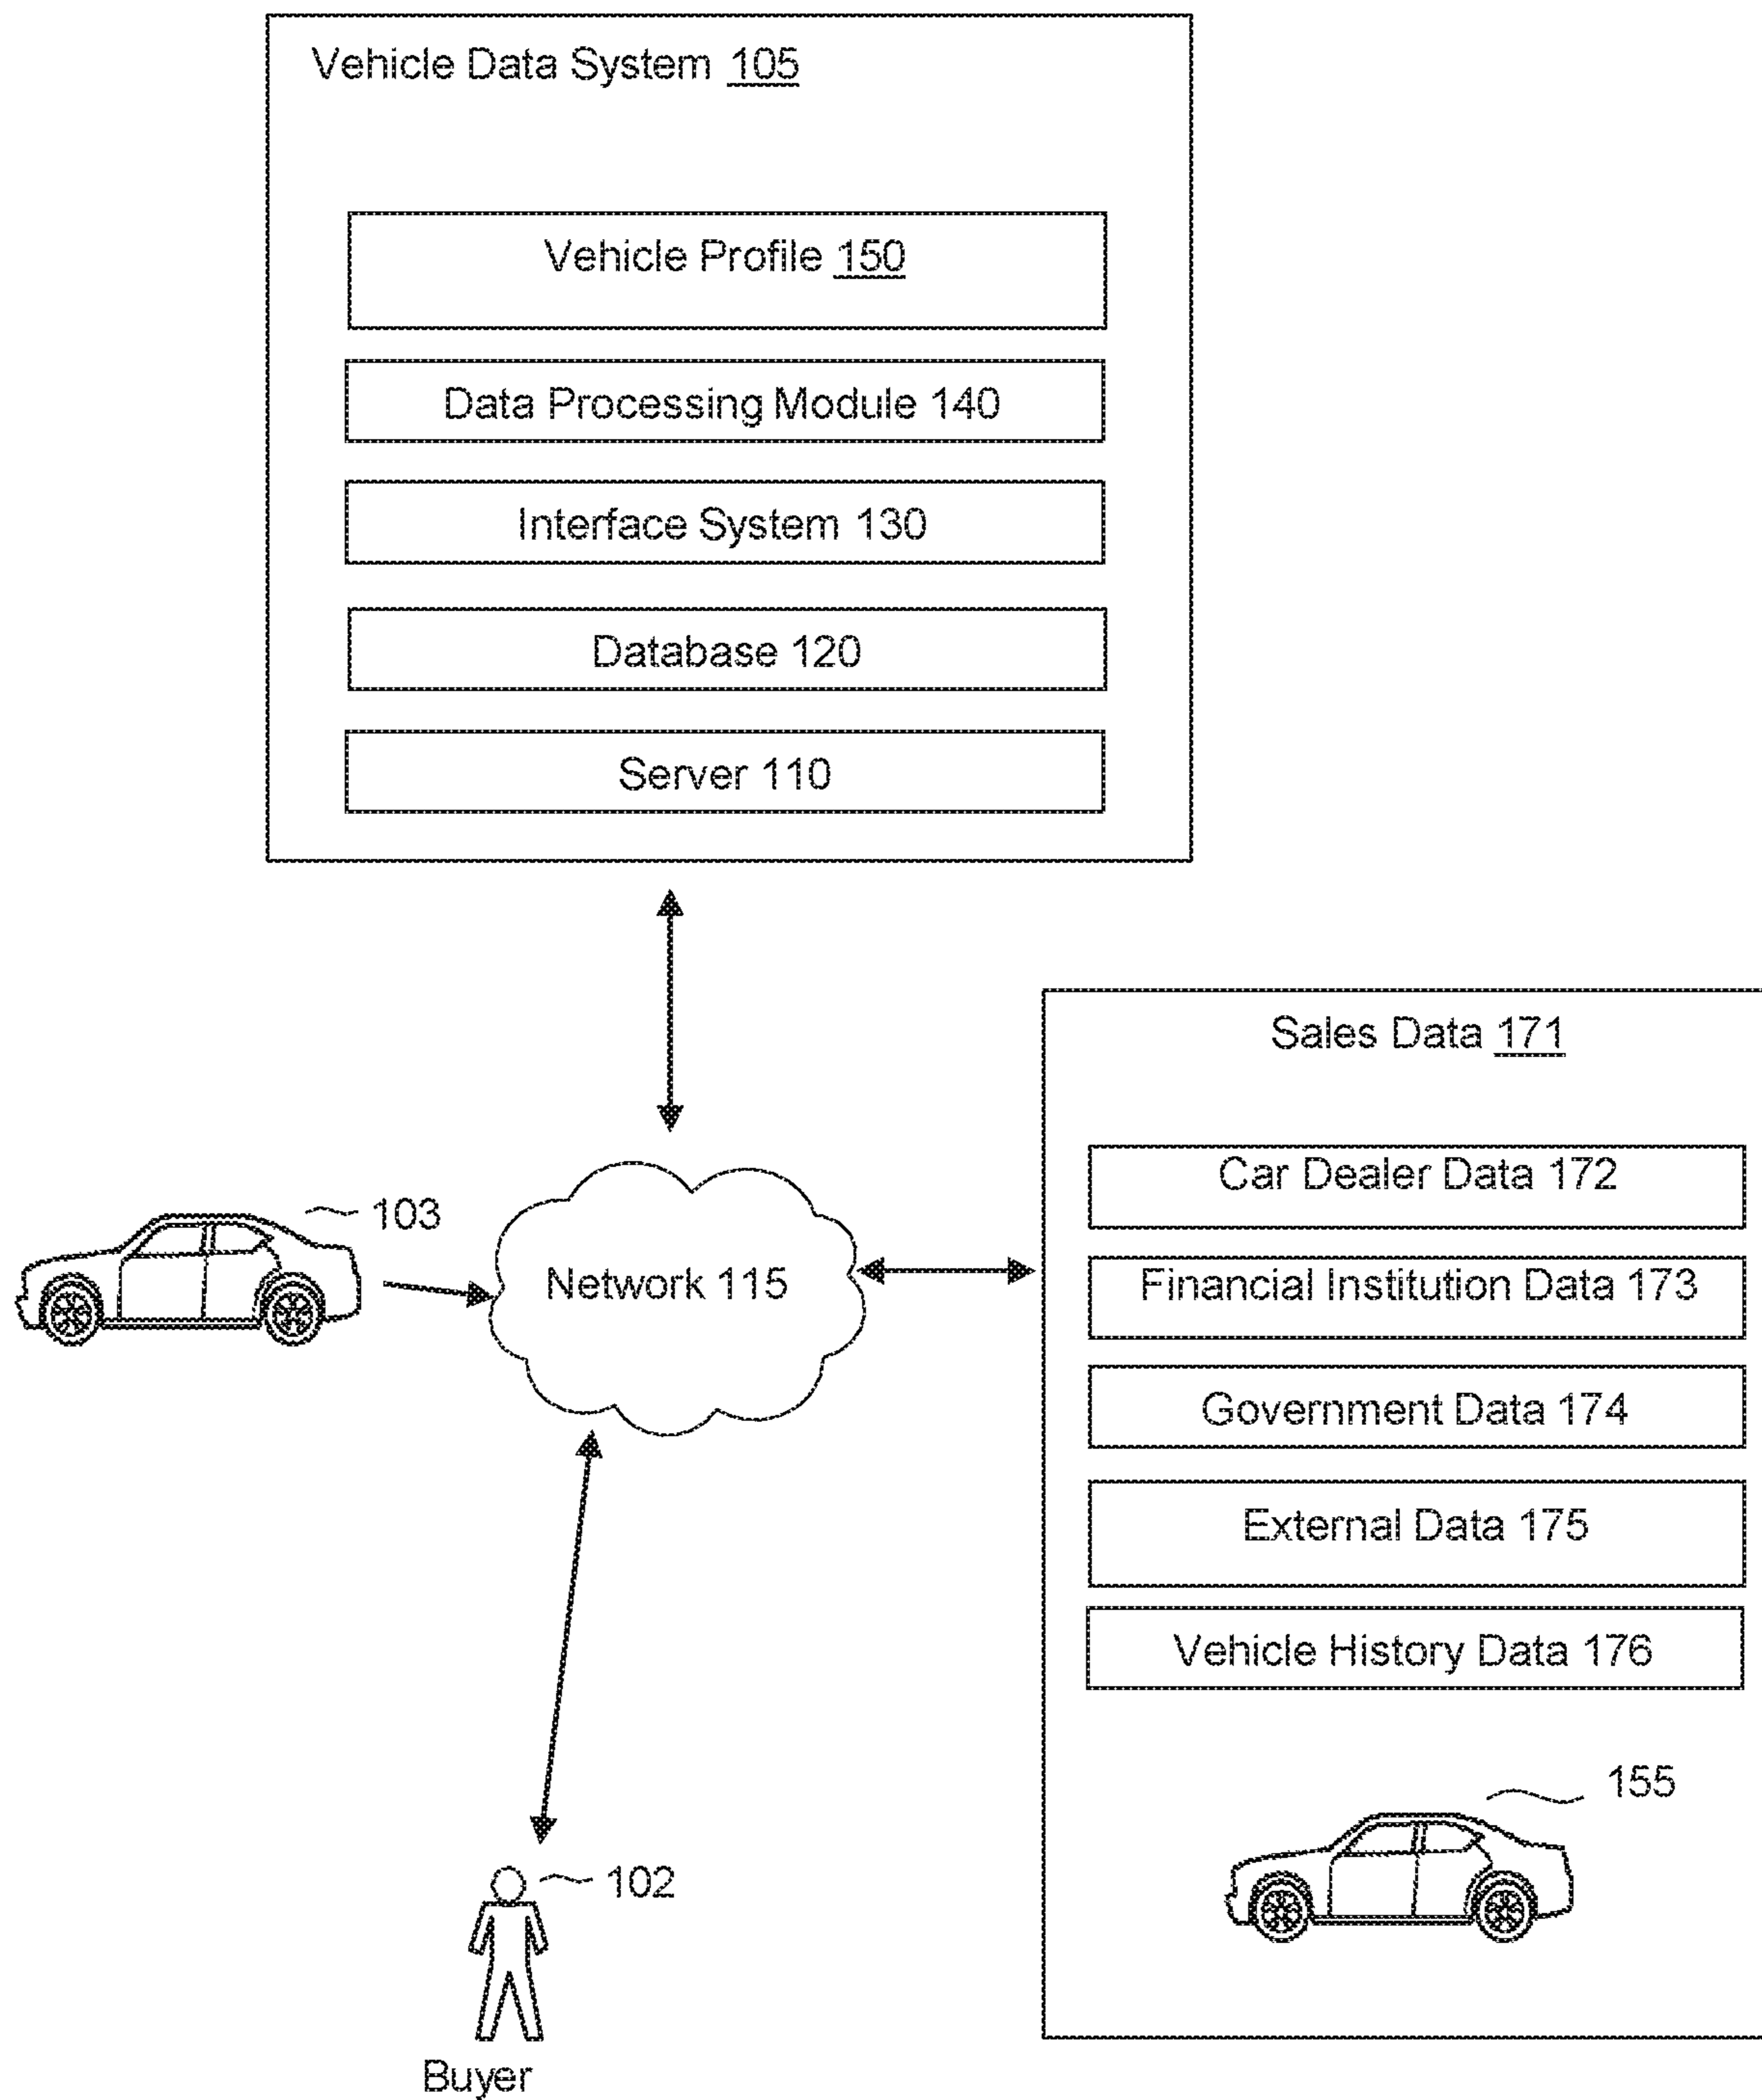 Vehicle Data System 105
Vehicle Profile 150
Data Processing Module 140
Interface System 130
Database 120
Server 110
Sales Data 171
Car Dealer Data 172
103
Network 115
Financial Institution Data 173
Government Data 174
External Data 175
Vehicle History Data 176
155
102
Buyer